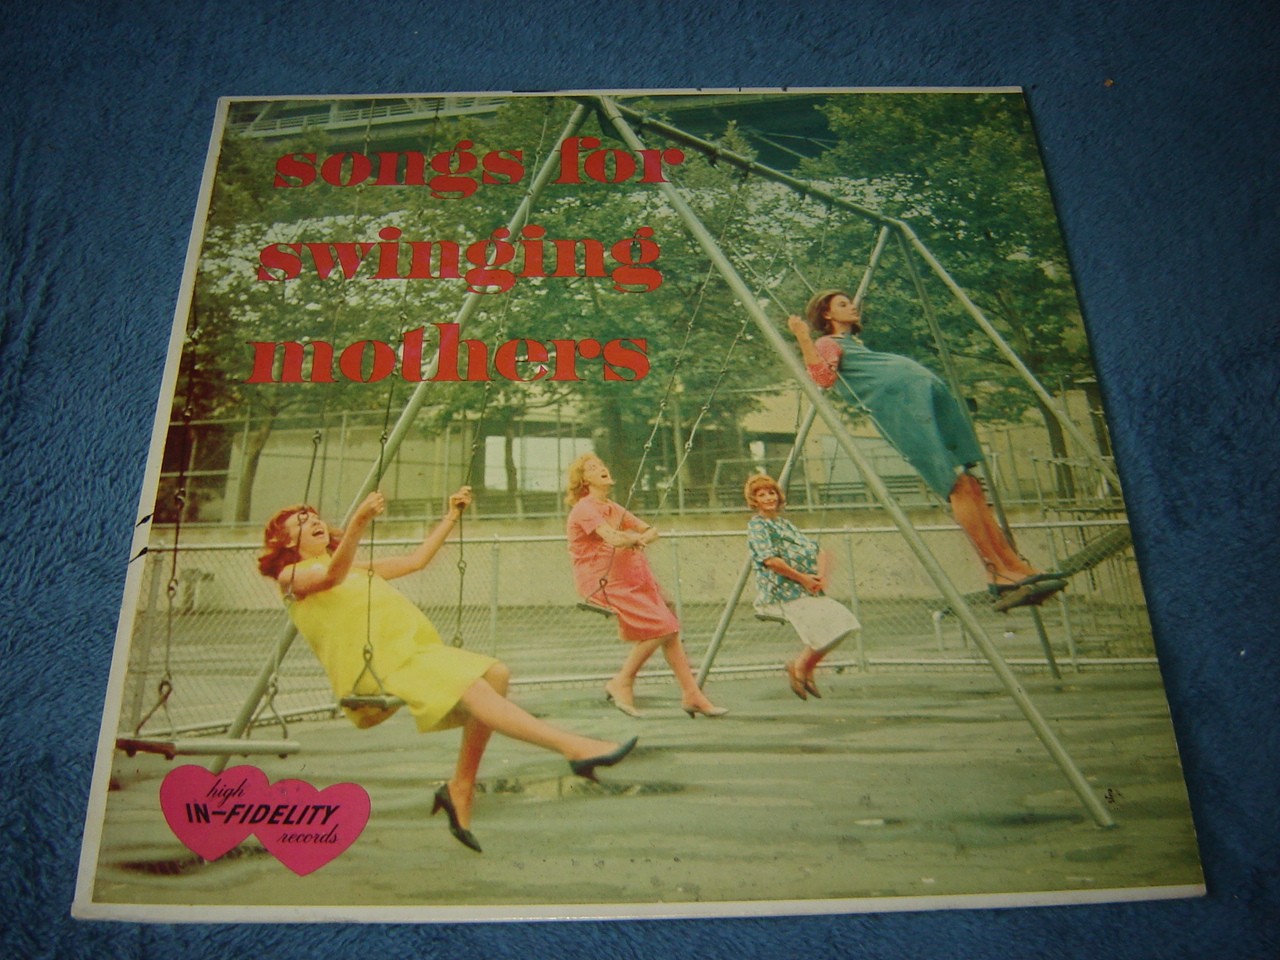 songs for
swinging
mothers
high
IN-FIDELITY
records